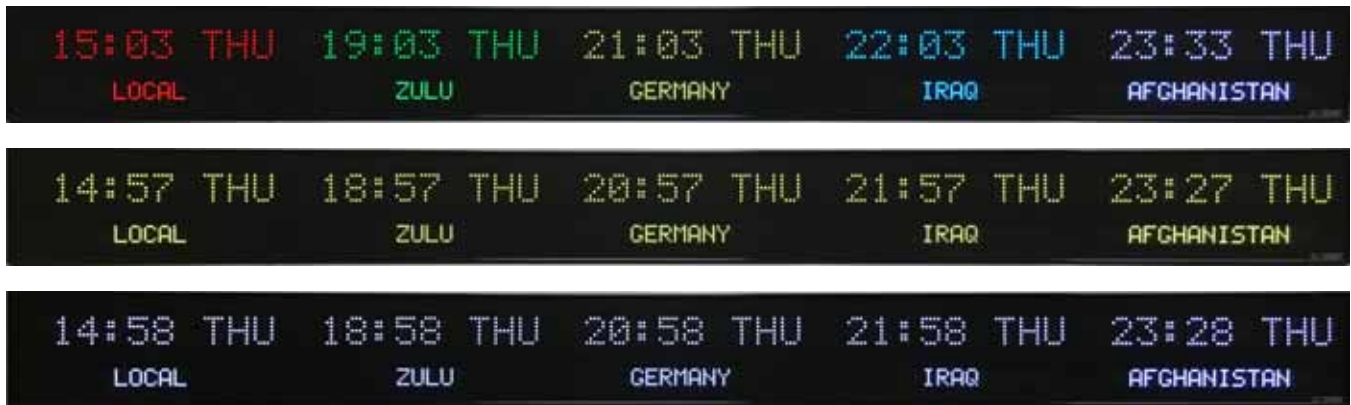 15:03 THU 19:03 THU 21:03 THU 22:03 THU 23:33 THU
LOCAL ZULU GERMANY IRAQ AFGHANISTAN
14:57 THU 18:57 THU 20:57 THU 21:57 THU 23:27 THU
LOCAL ZULU GERMANY IRAQ AFGHANISTAN
14:58 THU 18:58 THU 20:58 THU 21:58 THU 23:28 THU
LOCAL ZULU GERMANY IRAQ AFGHANISTAN